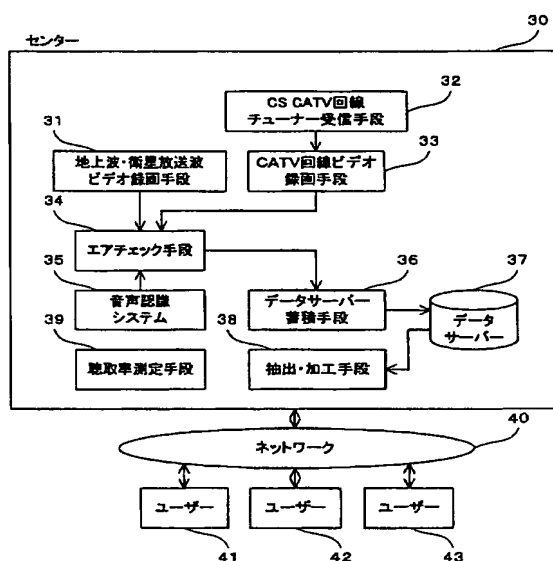 センター
30
CS CATV回線
チューナー受信手段
32
31
地上波・衛星放送波
ビデオ録画手段
CATV回線ビデオ
録画手段
33
34
エアチェック手段
35
音声認識
システム
36
データサーバー
蓄積手段
37
データ
サーバー
39
聴取率測定手段
38
抽出・加工手段
ネットワーク
40
ユーザー
ユーザー
ユーザー
41
42
43